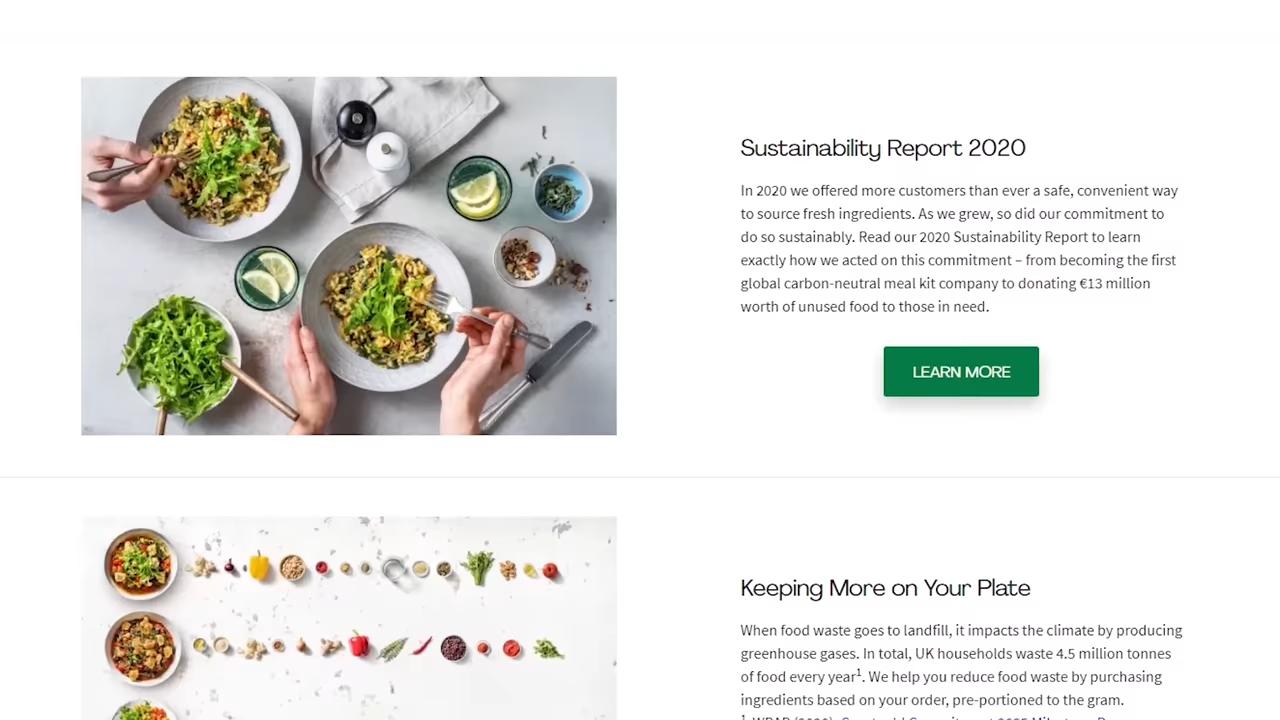 Sustainability Report 2020
In 2020 we offered more customers than ever a safe, convenient way
to source fresh ingredients. As we grew, so did our commitment to
do so sustainably. Read our 2020 Sustainability Report to learn
exactly how we acted on this commitment – from becoming the first
global carbon-neutral meal kit company to donating €13 million
worth of unused food to those in need.
LEARN MORE
Keeping More on Your Plate
When food waste goes to landfill, it impacts the climate by producing
greenhouse gases. In total, UK households waste 4.5 million tonnes
of food every year¹. We help you reduce food waste by purchasing
ingredients based on your order, pre-portioned to the gram.